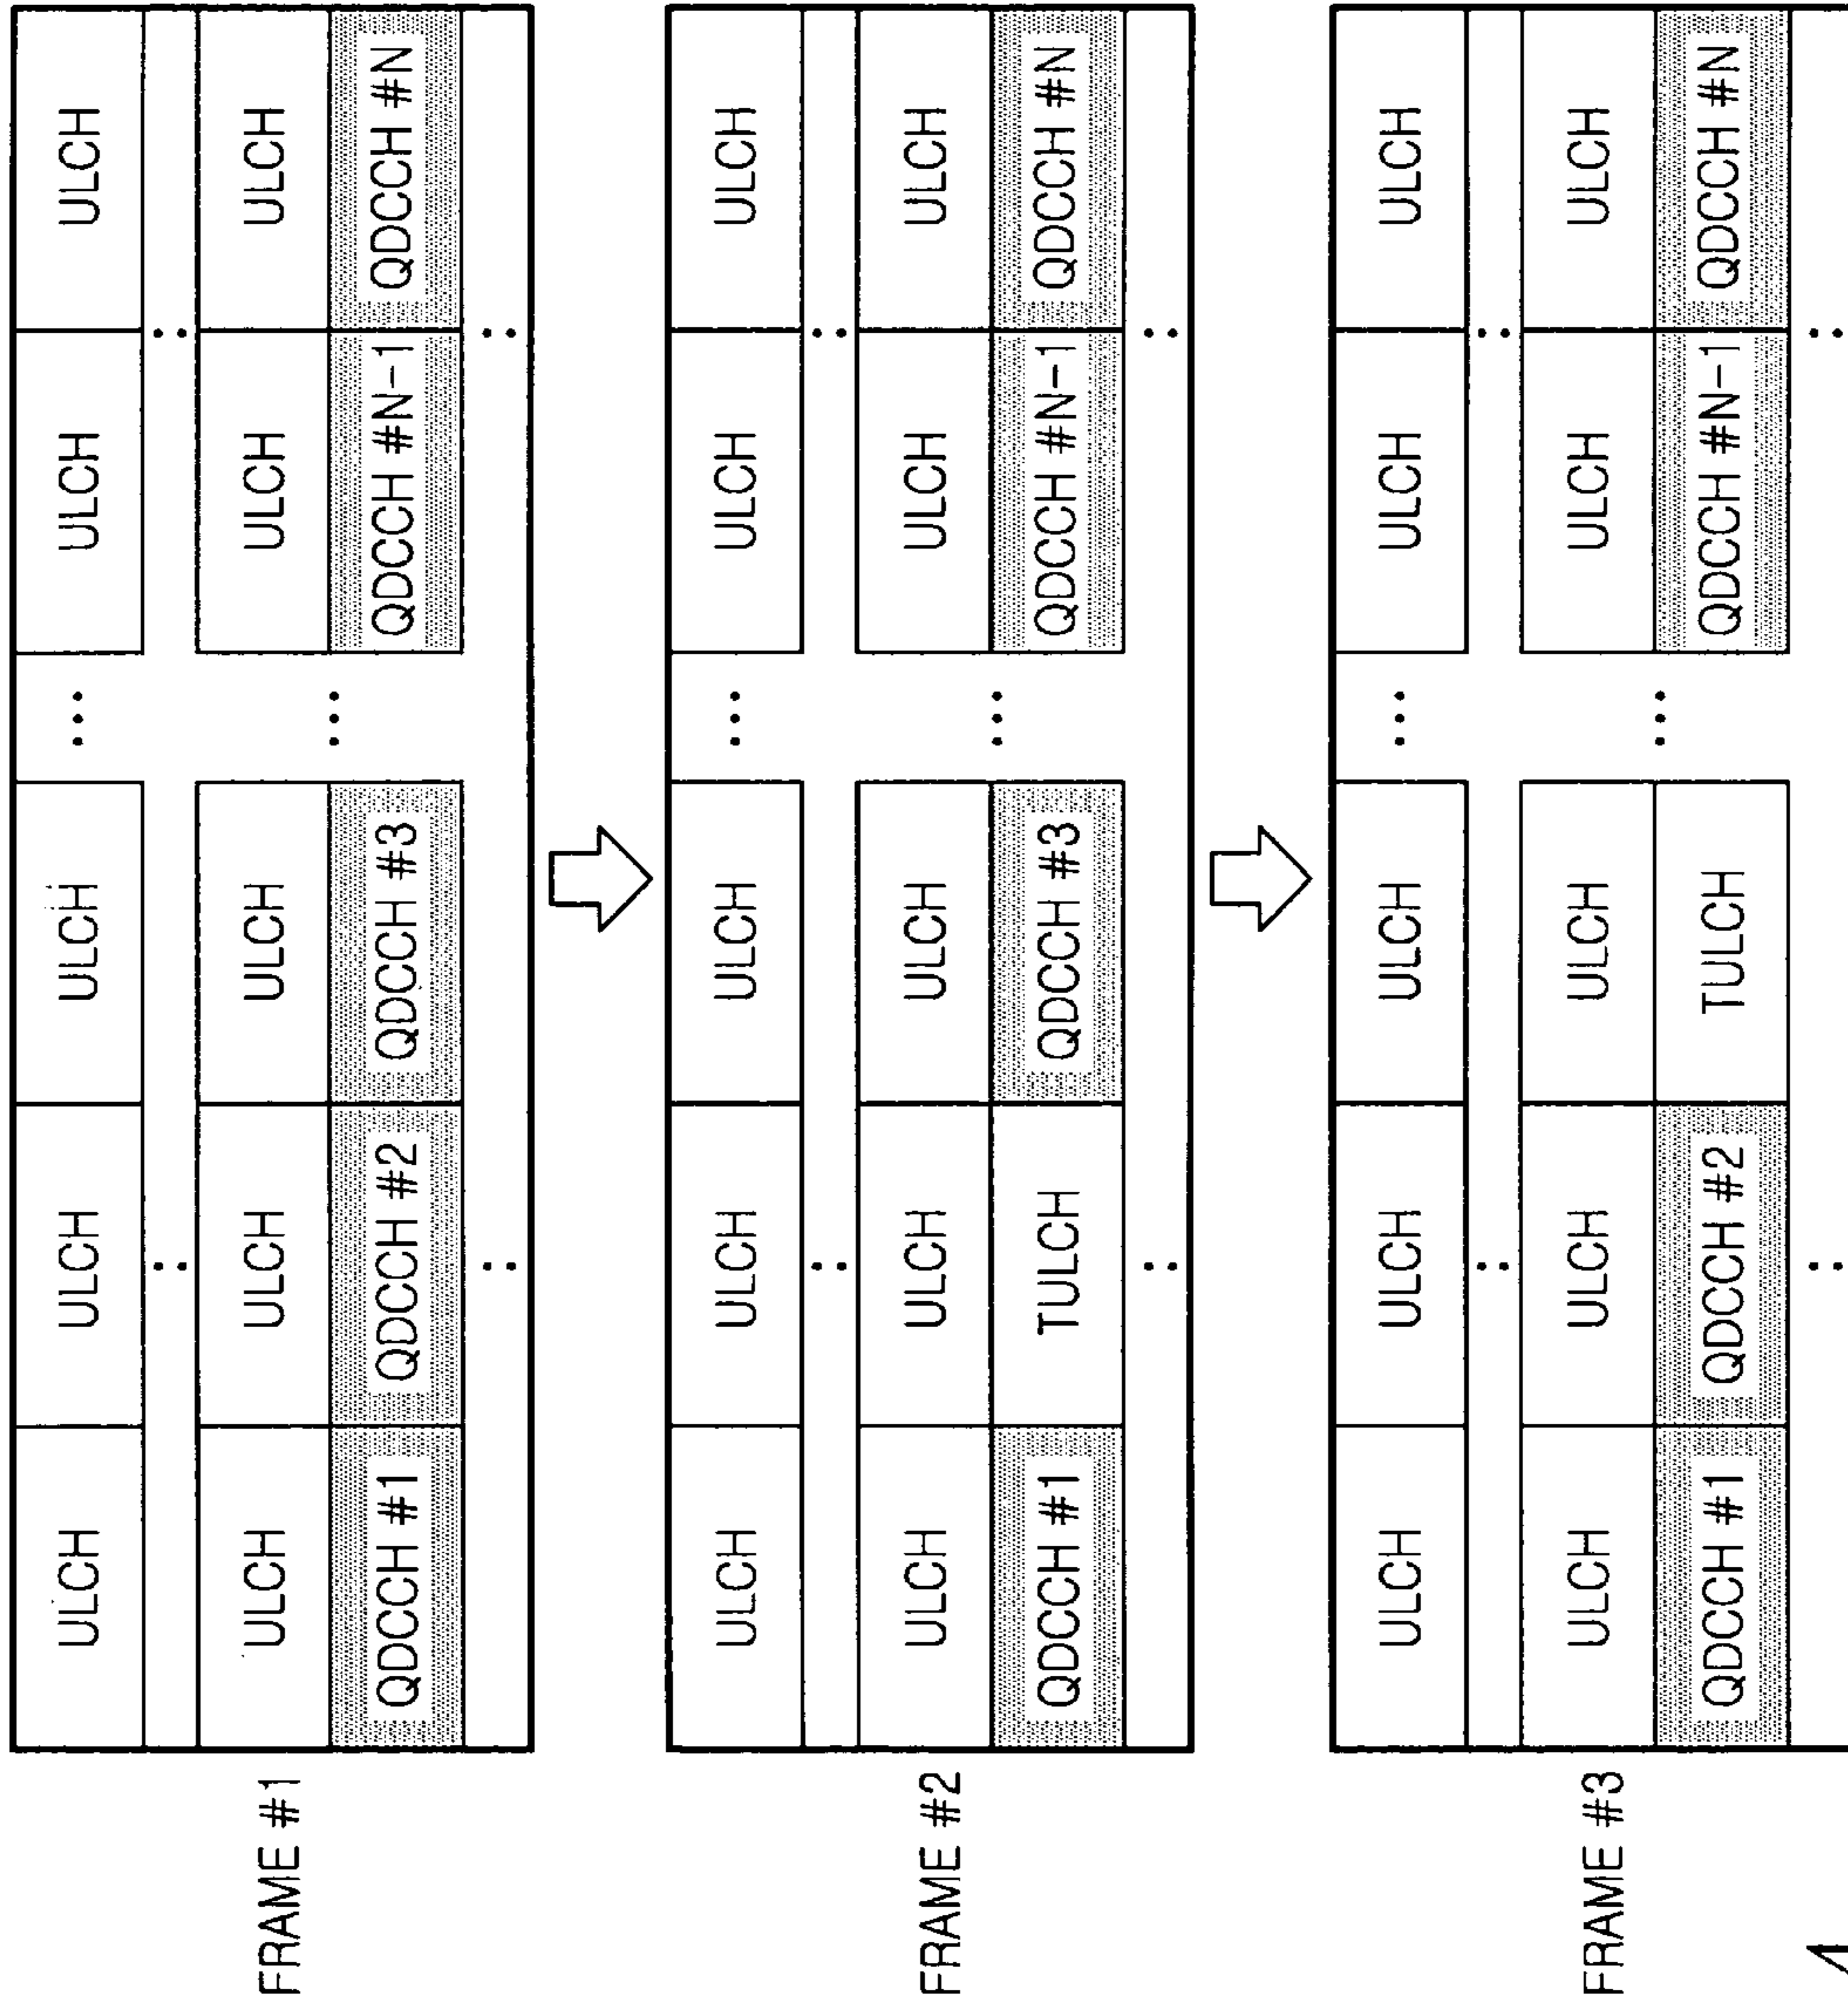 ULCH ULCH ULCH ... ULCH ULCH
FRAME #1 ULCH ULCH ULCH ... ULCH ULCH
QDCCH #1 QDCCH #2 QDCCH #3 QDCCH #N-1 QDCCH #N
ULCH ULCH ULCH ... ULCH ULCH
FRAME #2 ULCH ULCH ULCH ... ULCH ULCH
QDCCH #1 TULCH QDCCH #3 QDCCH #N-1 QDCCH #N
ULCH ULCH ULCH ... ULCH ULCH
FRAME #3 ULCH ULCH ULCH ... ULCH ULCH
QDCCH #1 QDCCH #2 TULCH QDCCH #N-1 QDCCH #N